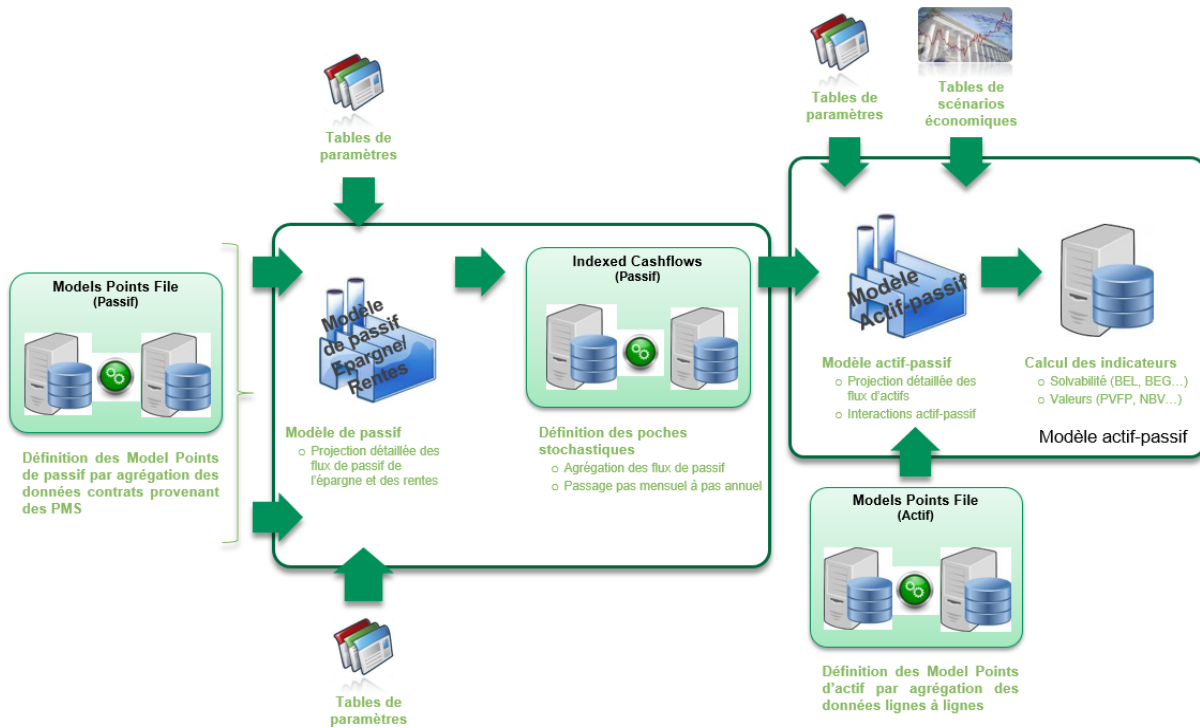 Tables de
paramètres
Tables de
paramètres
Tables de
scénarios
économiques
Models Points File
(Passif)
Définition des Model Points
de passif par agrégation des
données contrats provenant
des PMS
Modèle
de passif
Epargne/
Rentes
Modèle de passif
o Projection détaillée des
flux de passif de
l'épargne et des rentes
Indexed Cashflows
(Passif)
Définition des poches
stochastiques
o Agrégation des flux de passif
o Passage pas mensuel à pas annuel
Modèle
Actif-passif
Modèle actif-passif
o Projection détaillée des
flux d'actifs
o Interactions actif-passif
Calcul des indicateurs
o Solvabilité (BEL, BEG…)
o Valeurs (PVFP, NBV…)
Modèle actif-passif
Models Points File
(Actif)
Définition des Model Points
d'actif par agrégation des
données lignes à lignes
Tables de
paramètres